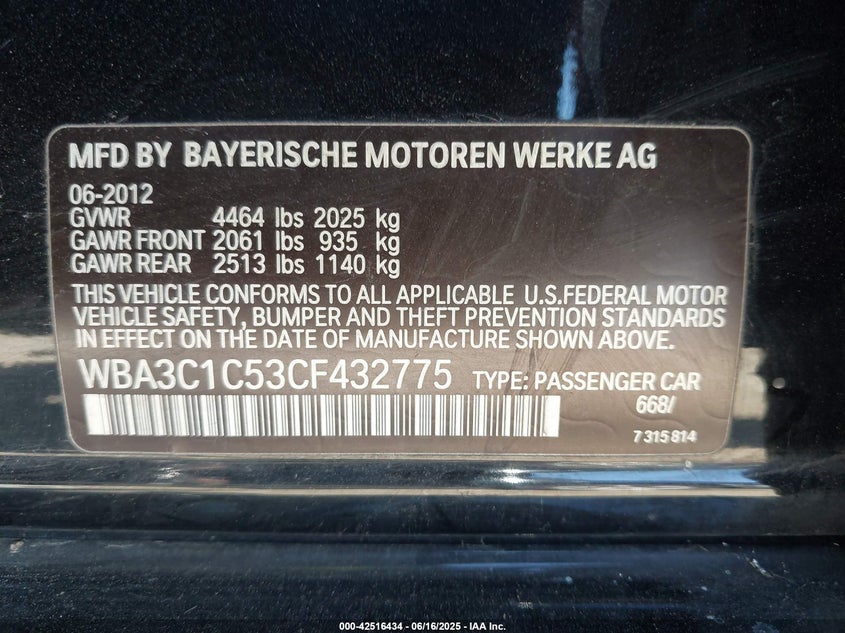 MFD BY BAYERISCHE MOTOREN WERKE AG
06-2012
GVWR 4464 lbs 2025 kg
GAWR FRONT 2061 lbs 935 kg
GAWR REAR 2513 lbs 1140 kg
THIS VEHICLE CONFORMS TO ALL APPLICABLE U.S.FEDERAL MOTOR
VEHICLE SAFETY, BUMPER AND THEFT PREVENTION STANDARDS
IN EFFECT ON THE DATE OF MANUFACTURE SHOWN ABOVE.
WBA3C1C53CF432775 TYPE: PASSENGER CAR
668/
7 315 814
000-42516434 - 06/16/2025 - IAA Inc.